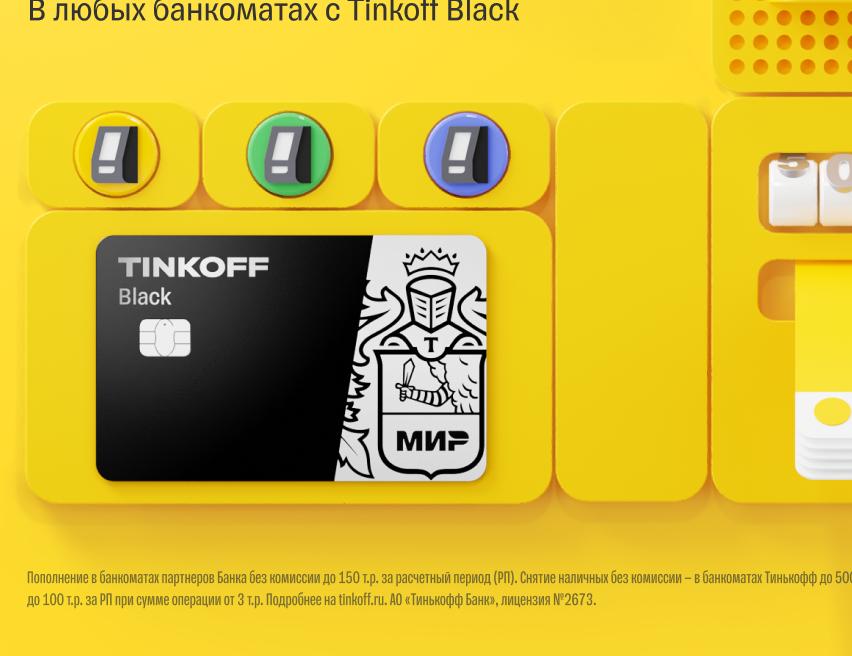 В любых банкоматах с Tinkoff Black
5 0
TINKOFF
Black
T
МИР
Пополнение в банкоматах партнеров Банка без комиссии до 150 т.р. за расчетный период (РП). Снятие наличных без комиссии – в банкоматах Тинькофф до 500
до 100 т.р. за РП при сумме операции от 3 т.р. Подробнее на tinkoff.ru. АО «Тинькофф Банк», лицензия №2673.